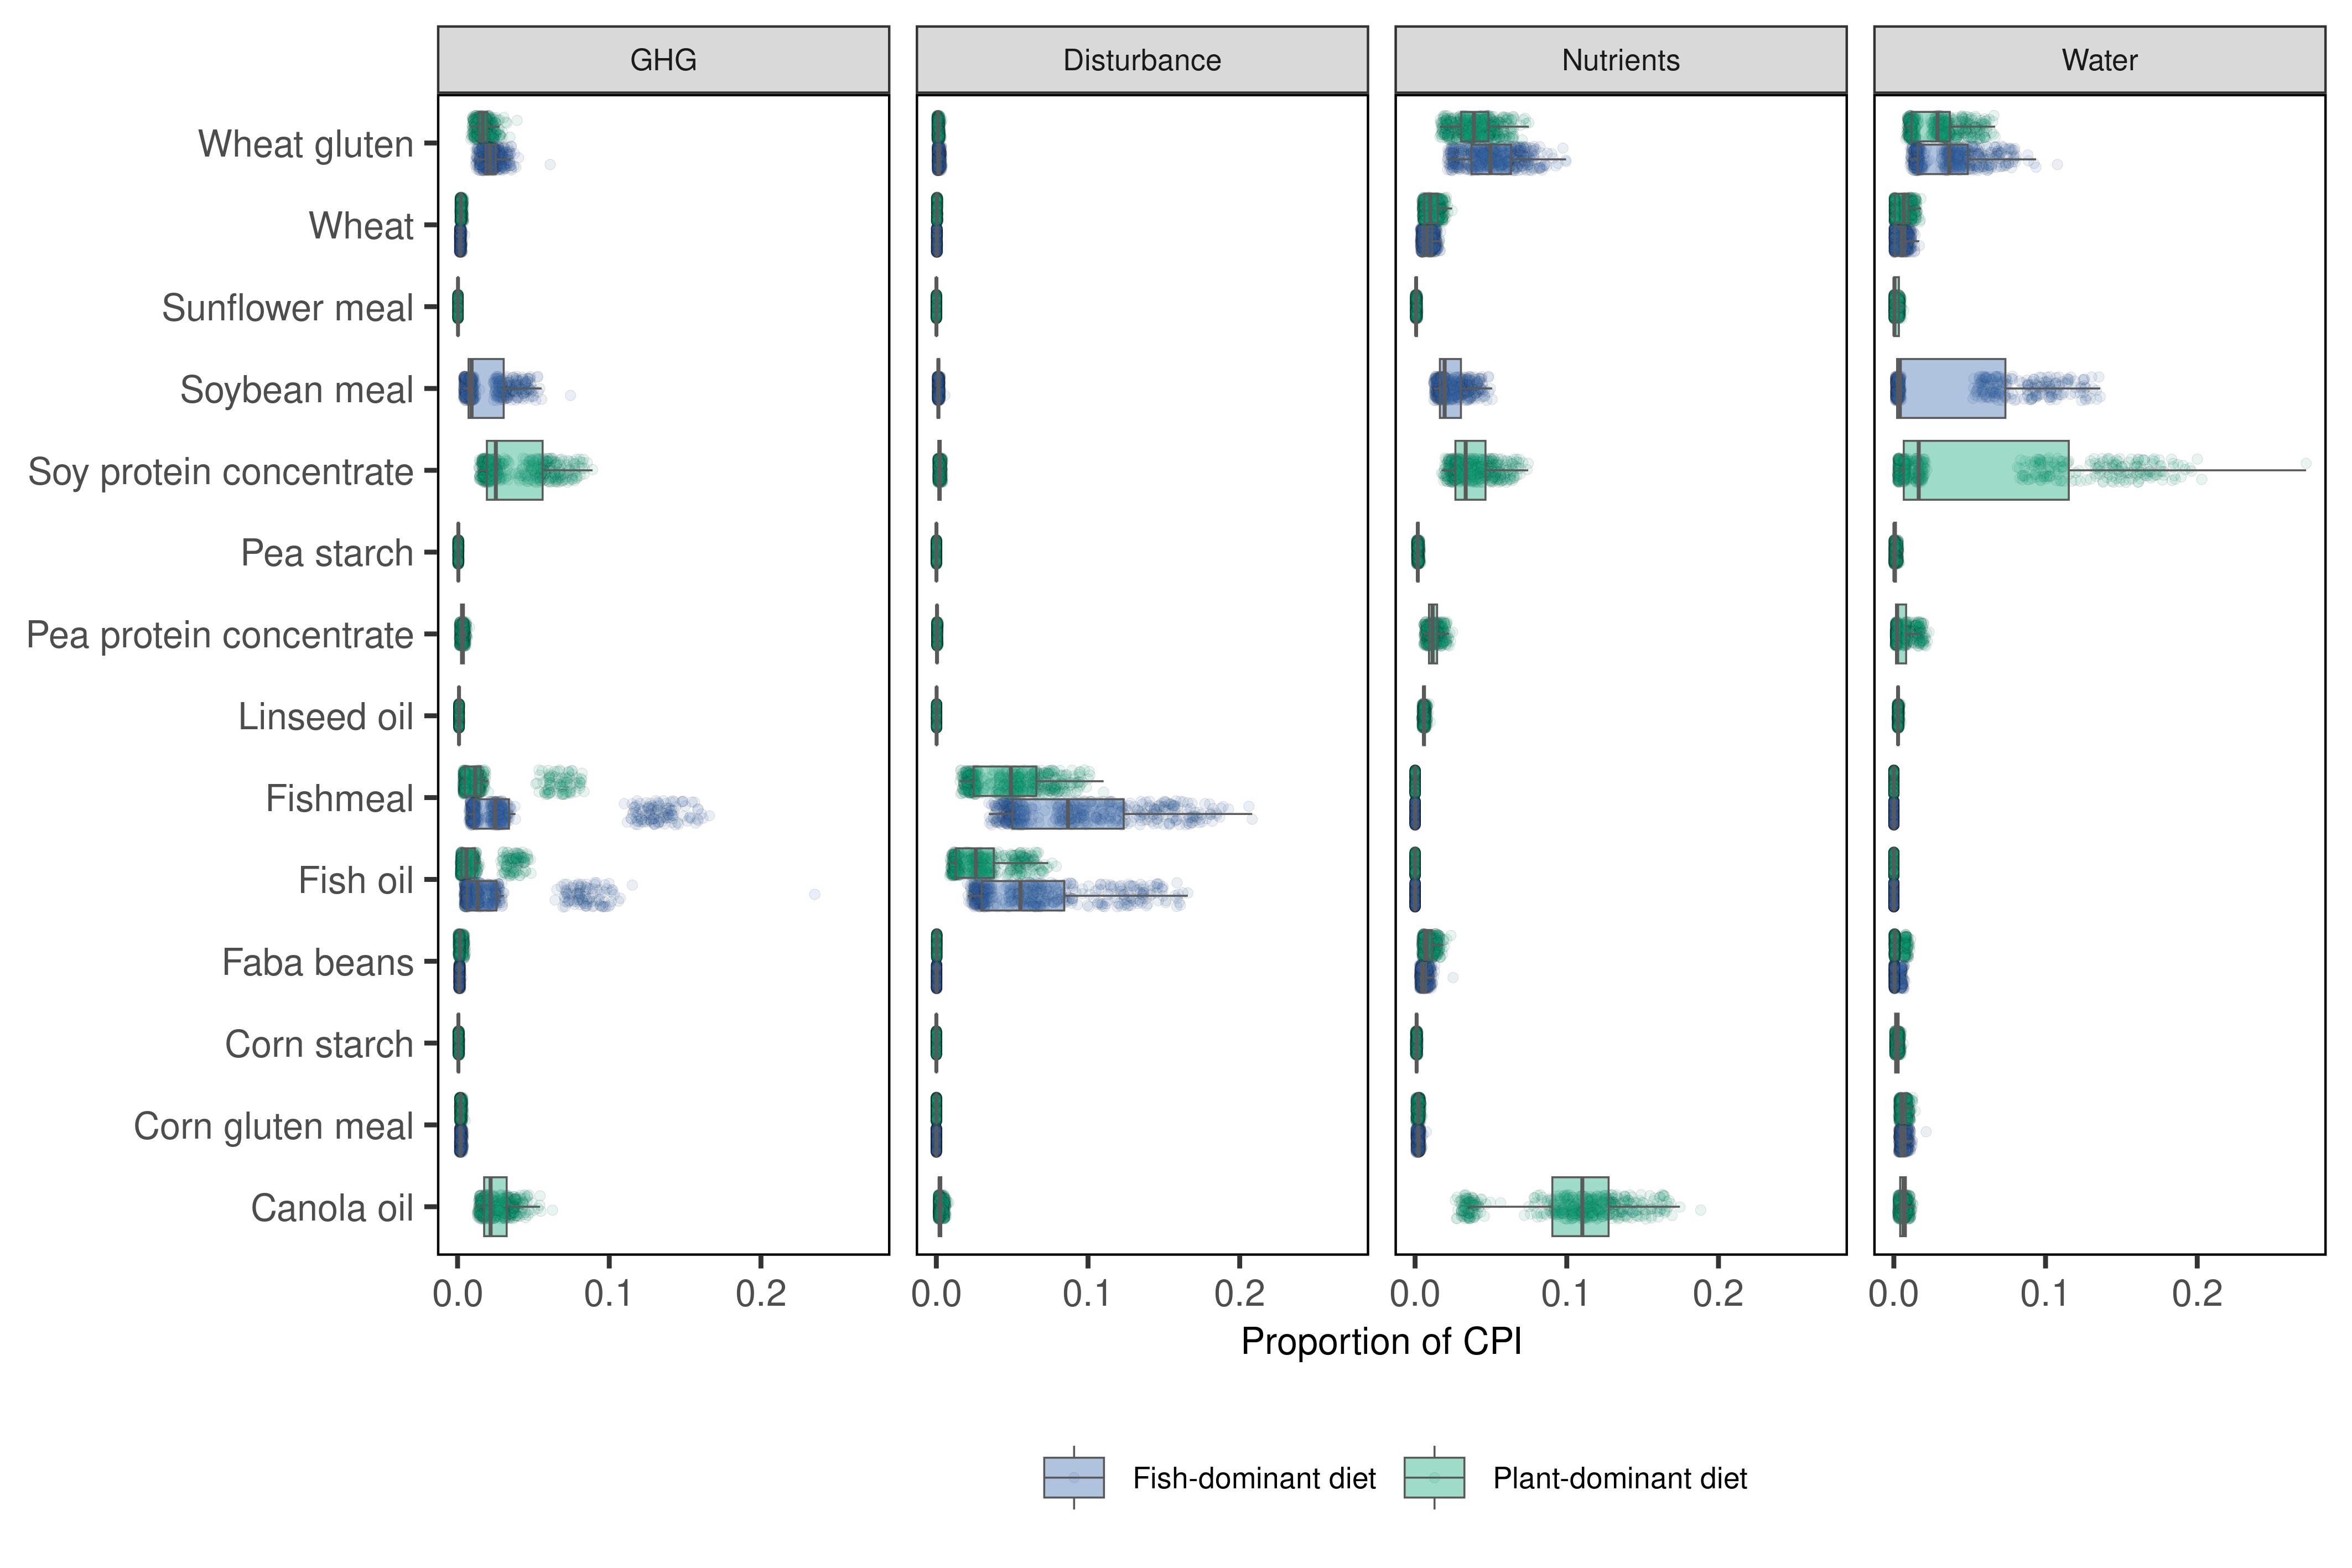 GHG Disturbance Nutrients Water
Wheat gluten
Wheat
Sunflower meal
Soybean meal
Soy protein concentrate
Pea starch
Pea protein concentrate
Linseed oil
Fishmeal
Fish oil
Faba beans
Corn starch
Corn gluten meal
Canola oil
0.0 0.1 0.2 0.0 0.1 0.2 0.0 0.1 0.2 0.0 0.1 0.2
Proportion of CPI
Fish-dominant diet Plant-dominant diet